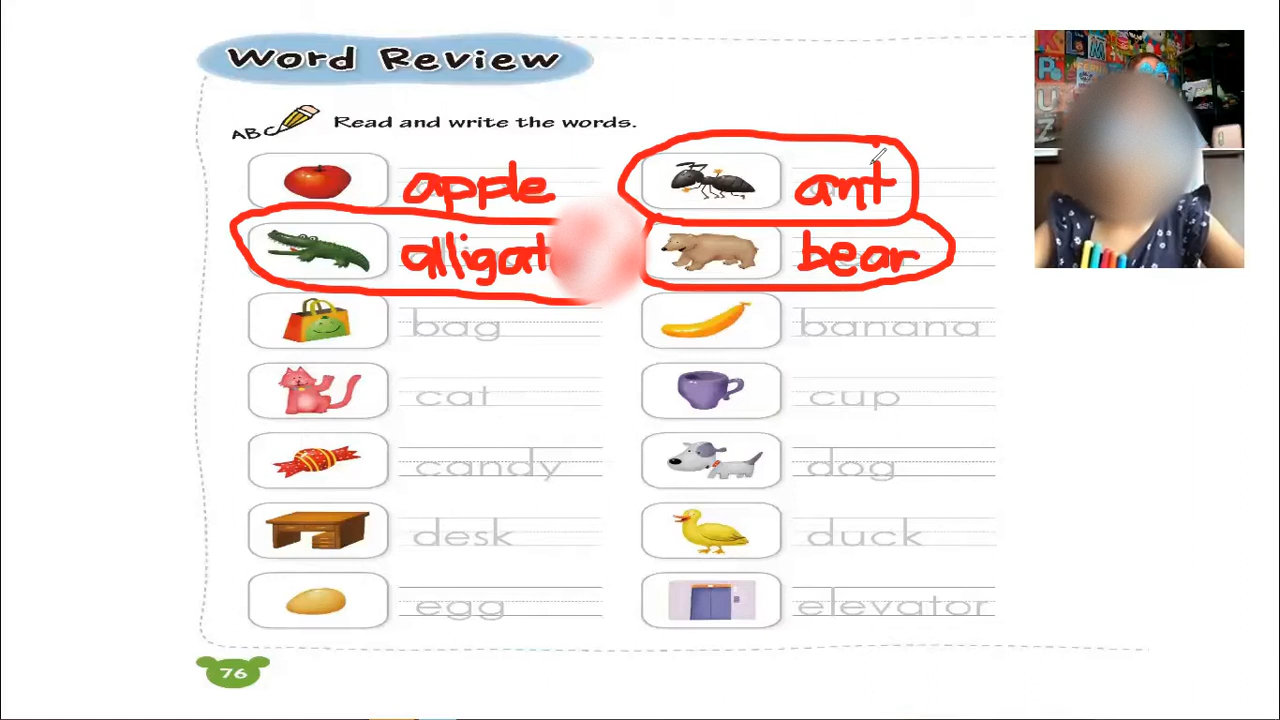 Word Review
ABC Read and write the words.
apple ant
bear
bag banana
cat cup
candy dog
desk duck
egg elevator
76